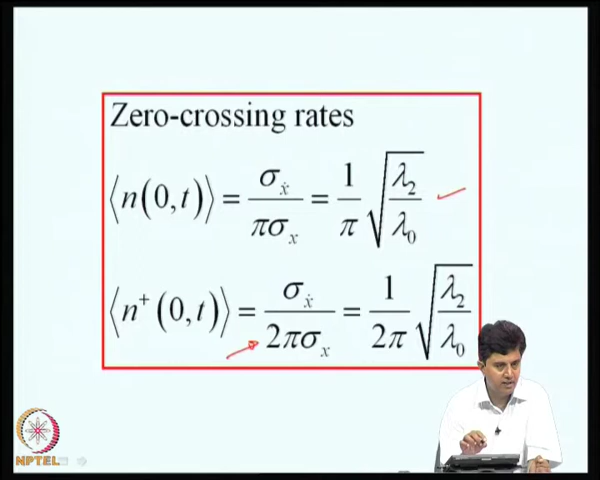 Zero-crossing rates
⟨n(0,t)⟩ = σ_ẋ / πσ_x = 1/π √(λ₂/λ₀)
⟨n⁺(0,t)⟩ = σ_ẋ / 2πσ_x = 1/2π √(λ₂/λ₀)
NPTEL